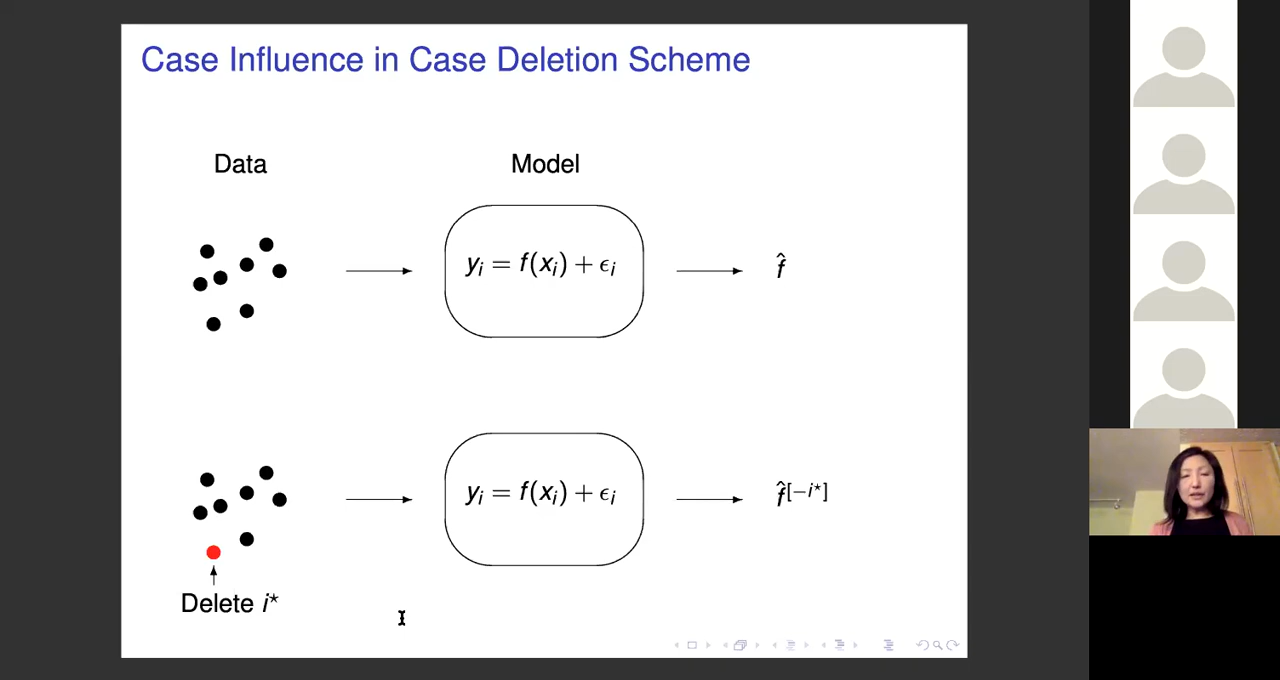 Case Influence in Case Deletion Scheme
Data Model
yᵢ = f(xᵢ) + ϵᵢ f̂
yᵢ = f(xᵢ) + ϵᵢ f̂[−i⋆]
Delete i⋆